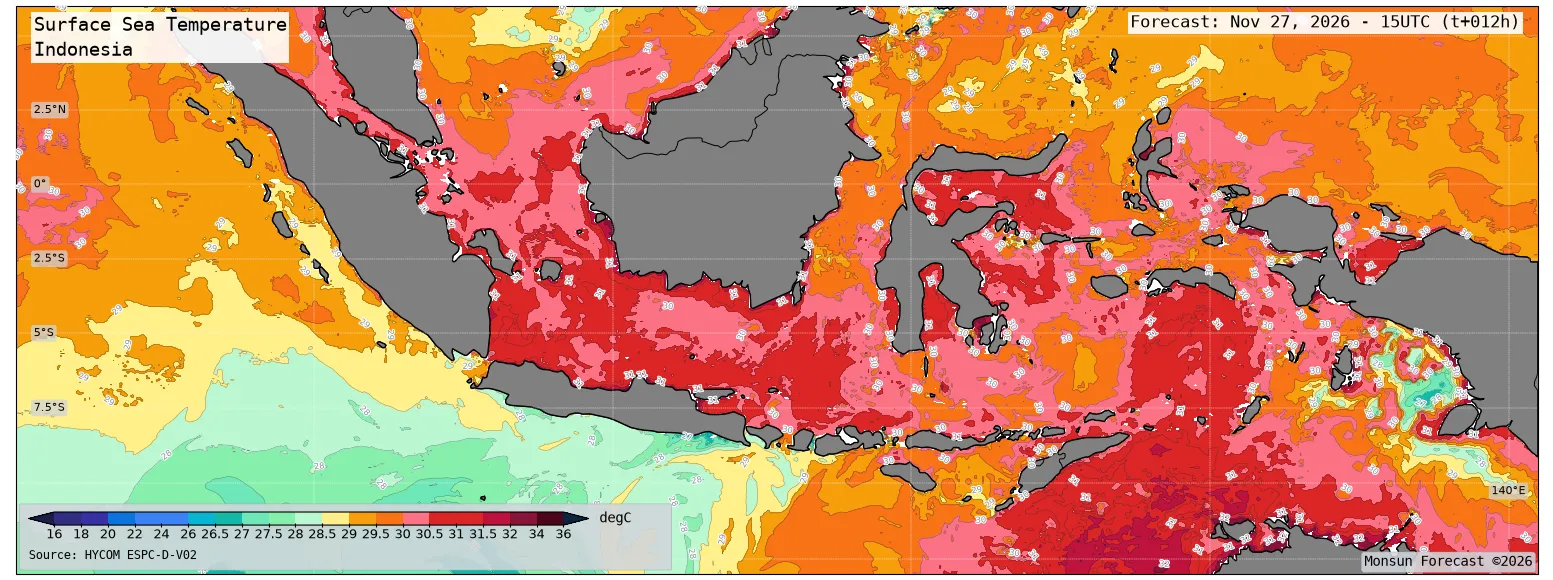 Surface Sea Temperature
Indonesia
Forecast: Nov 27, 2026 - 15UTC (t+012h)
2.5°N
0°
2.5°S
5°S
7.5°S
140°E
degC
16 18 20 22 24 26 26.5 27 27.5 28 28.5 29 29.5 30 30.5 31 31.5 32 34 36
Source: HYCOM ESPC-D-V02
Monsun Forecast ©2026